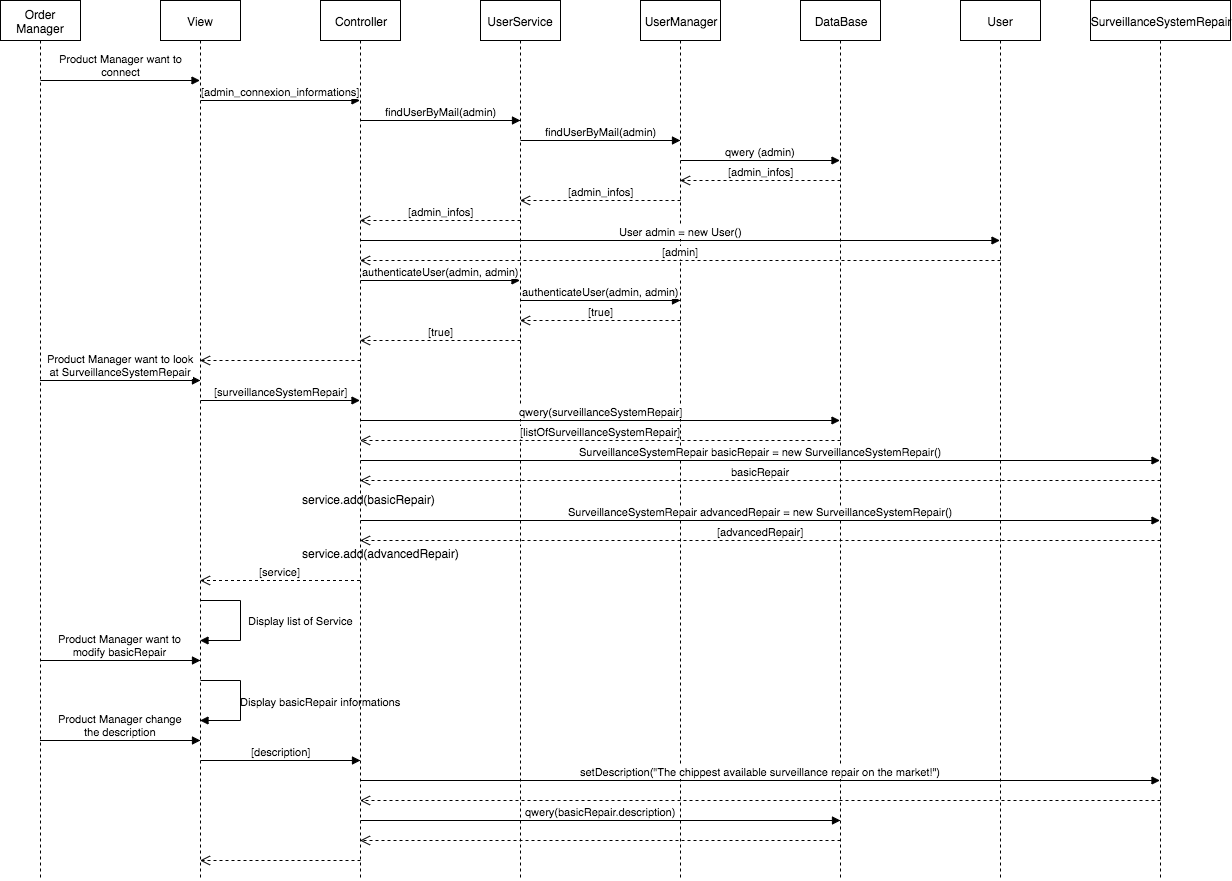 Order
Manager
View
Controller
UserService
UserManager
DataBase
User
SurveillanceSystemRepair
Product Manager want to
connect
[admin_connexion_informations]
findUserByMail(admin)
findUserByMail(admin)
qwery (admin)
[admin_infos]
[admin_infos]
[admin_infos]
User admin = new User()
[admin]
authenticateUser(admin, admin)
authenticateUser(admin, admin)
[true]
[true]
Product Manager want to look
at SurveillanceSystemRepair
[surveillanceSystemRepair]
qwery(surveillanceSystemRepair]
[listOfSurveillanceSystemRepair]
SurveillanceSystemRepair basicRepair = new SurveillanceSystemRepair()
basicRepair
service.add(basicRepair)
SurveillanceSystemRepair advancedRepair = new SurveillanceSystemRepair()
[advancedRepair]
service.add(advancedRepair)
[service]
Display list of Service
Product Manager want to
modify basicRepair
Display basicRepair informations
Product Manager change
the description
[description]
setDescription("The chippest available surveillance repair on the market!")
qwery(basicRepair.description)